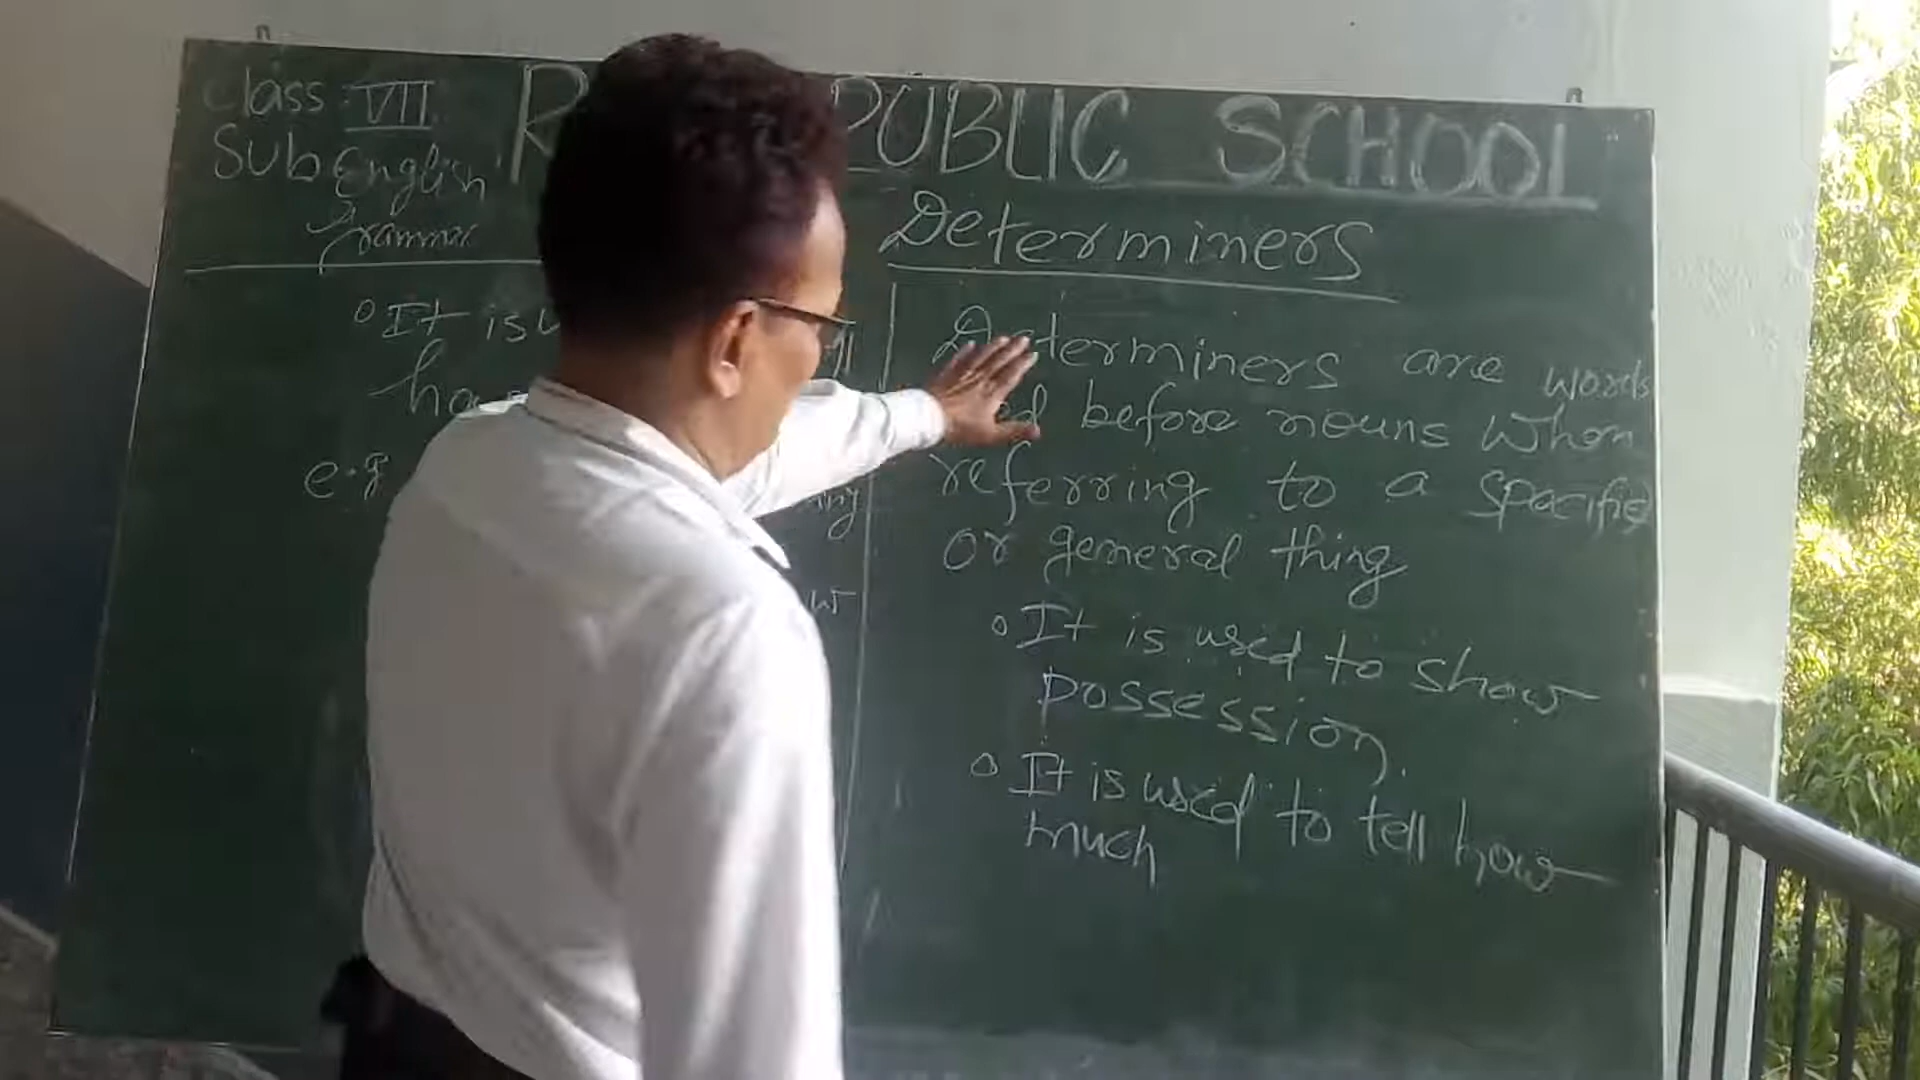 Class VII
PUBLIC SCHOOL
Sub English
Grammar
Determiners
It is
e.g
Determiners are words
before nouns when
referring to a specific
or general thing
It is used to show
possession.
It is used to tell how
much